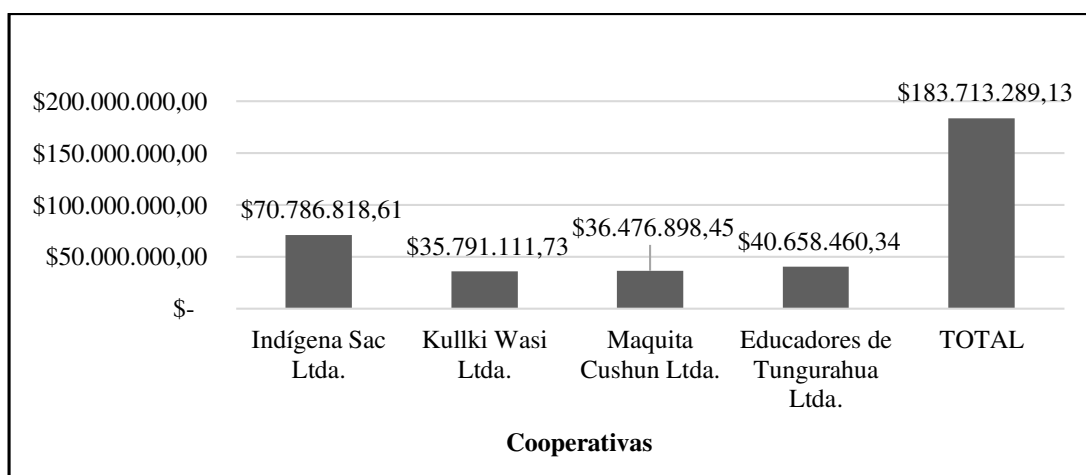 $200.000.000,00
$150.000.000,00
$100.000.000,00
$50.000.000,00
$-
$70.786.818,61
$35.791.111,73
$36.476.898,45
$40.658.460,34
$183.713.289,13
Indígena Sac
Ltda.
Kullki Wasi
Ltda.
Maquita
Cushun Ltda.
Educadores de
Tungurahua
Ltda.
TOTAL
Cooperativas